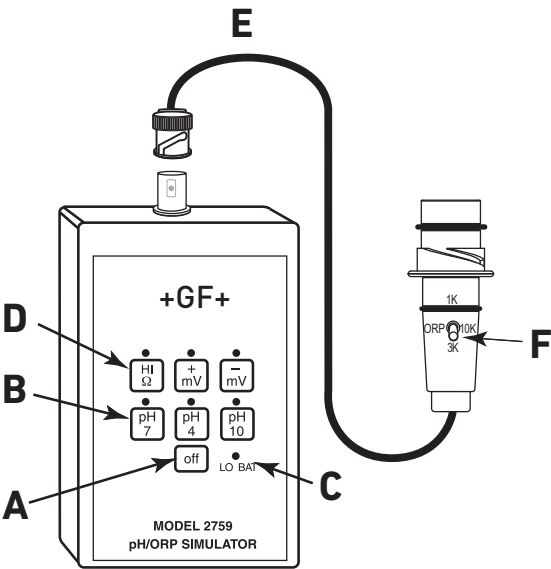 E
+GF+
D
HI
Ω
+
mV
−
mV
B
pH
7
pH
4
pH
10
A
off
LO BAT
C
MODEL 2759
pH/ORP SIMULATOR
1K
ORP 10K
3K
F